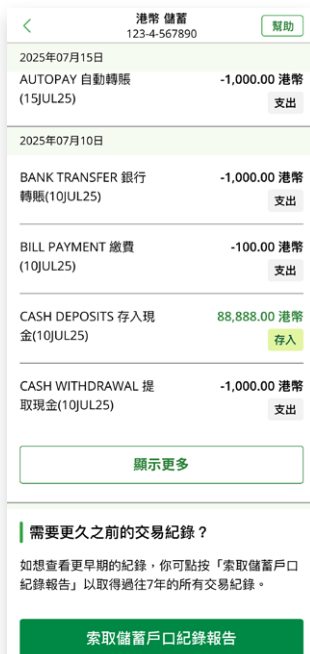 港幣 儲蓄
123-4-567890
幫助
2025年07月15日
AUTOPAY 自動轉賬
(15JUL25)
-1,000.00 港幣
支出
2025年07月10日
BANK TRANSFER 銀行
轉賬(10JUL25)
-1,000.00 港幣
支出
BILL PAYMENT 繳費
(10JUL25)
-100.00 港幣
支出
CASH DEPOSITS 存入現
金(10JUL25)
88,888.00 港幣
存入
CASH WITHDRAWAL 提
取現金(10JUL25)
-1,000.00 港幣
支出
顯示更多
需要更久之前的交易紀錄？
如想查看更早期的紀錄，你可點按「索取儲蓄戶口
紀錄報告」以取得過往7年的所有交易紀錄。
索取儲蓄戶口紀錄報告